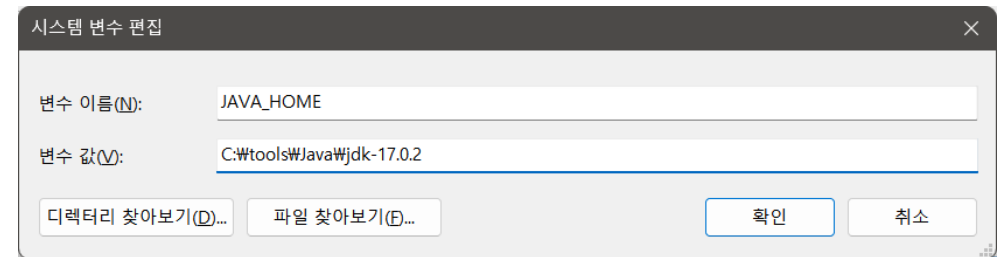 시스템 변수 편집
변수 이름(N): JAVA_HOME
변수 값(V): C:₩tools₩Java₩jdk-17.0.2
디렉터리 찾아보기(D)... 파일 찾아보기(F)... 확인 취소